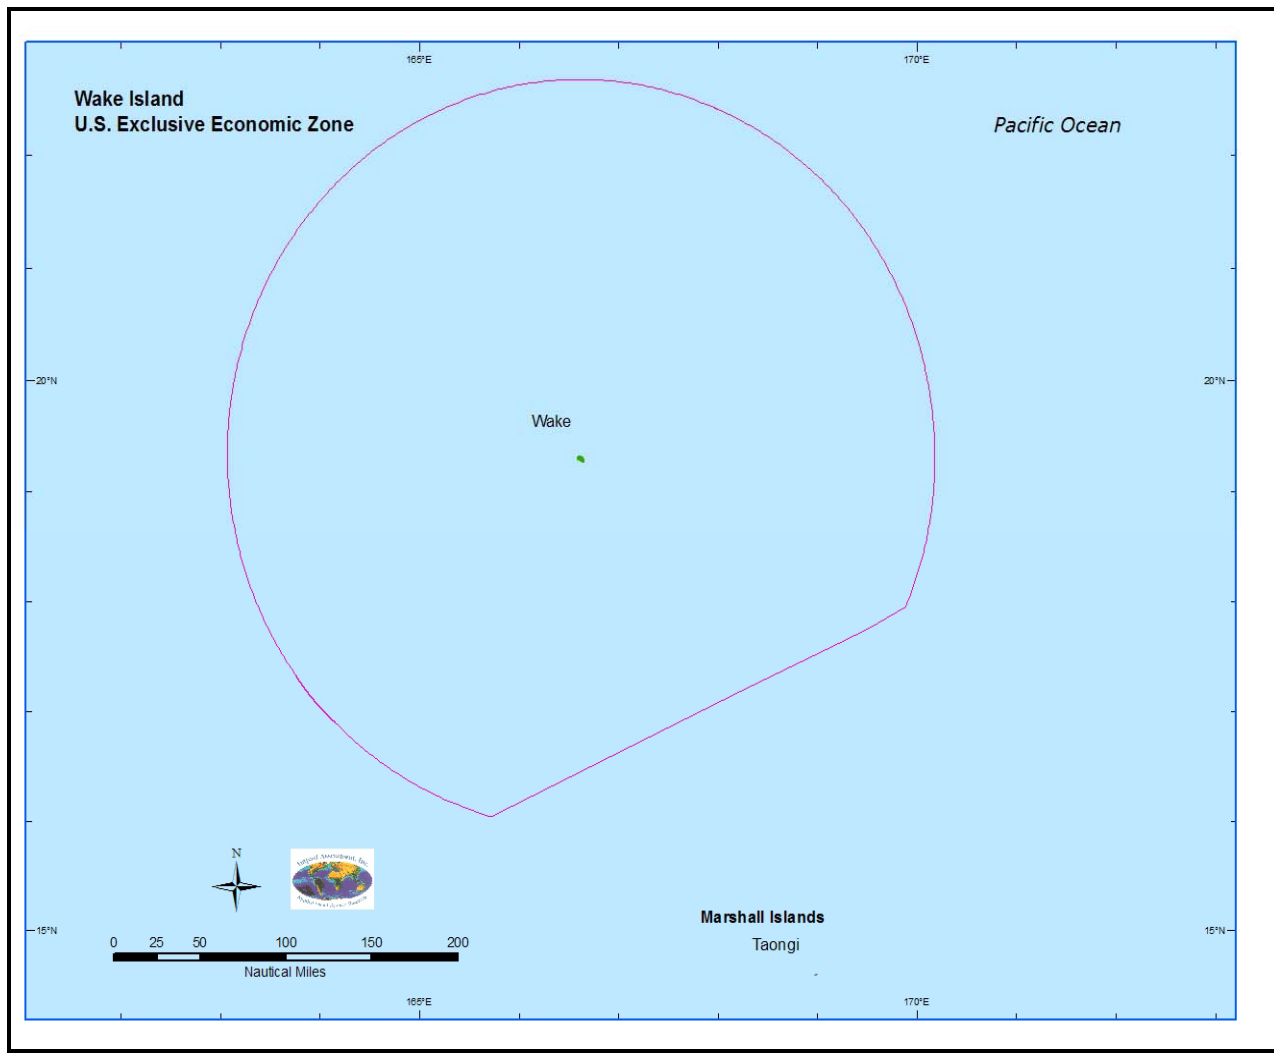 165°E
170°E
Wake Island
U.S. Exclusive Economic Zone
Pacific Ocean
20°N
20°N
Wake
N
Marshall Islands
Taongi
15°N
15°N
0 25 50 100 150 200
Nautical Miles
165°E
170°E